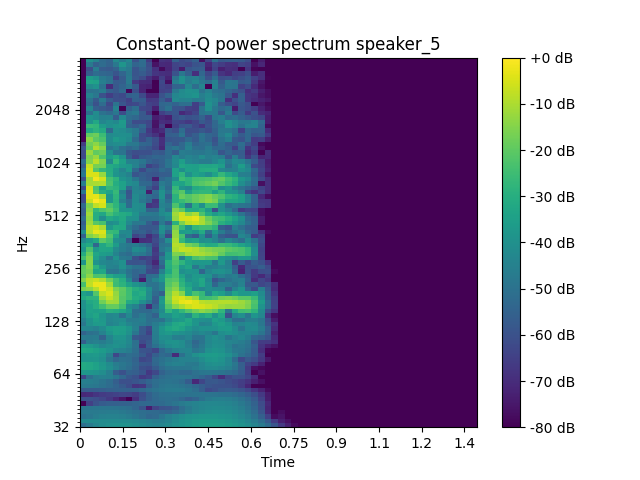 Constant-Q power spectrum speaker_5
Hz
2048
1024
512
256
128
64
32
0 0.15 0.3 0.45 0.6 0.75 0.9 1.1 1.2 1.4
Time
+0 dB
-10 dB
-20 dB
-30 dB
-40 dB
-50 dB
-60 dB
-70 dB
-80 dB